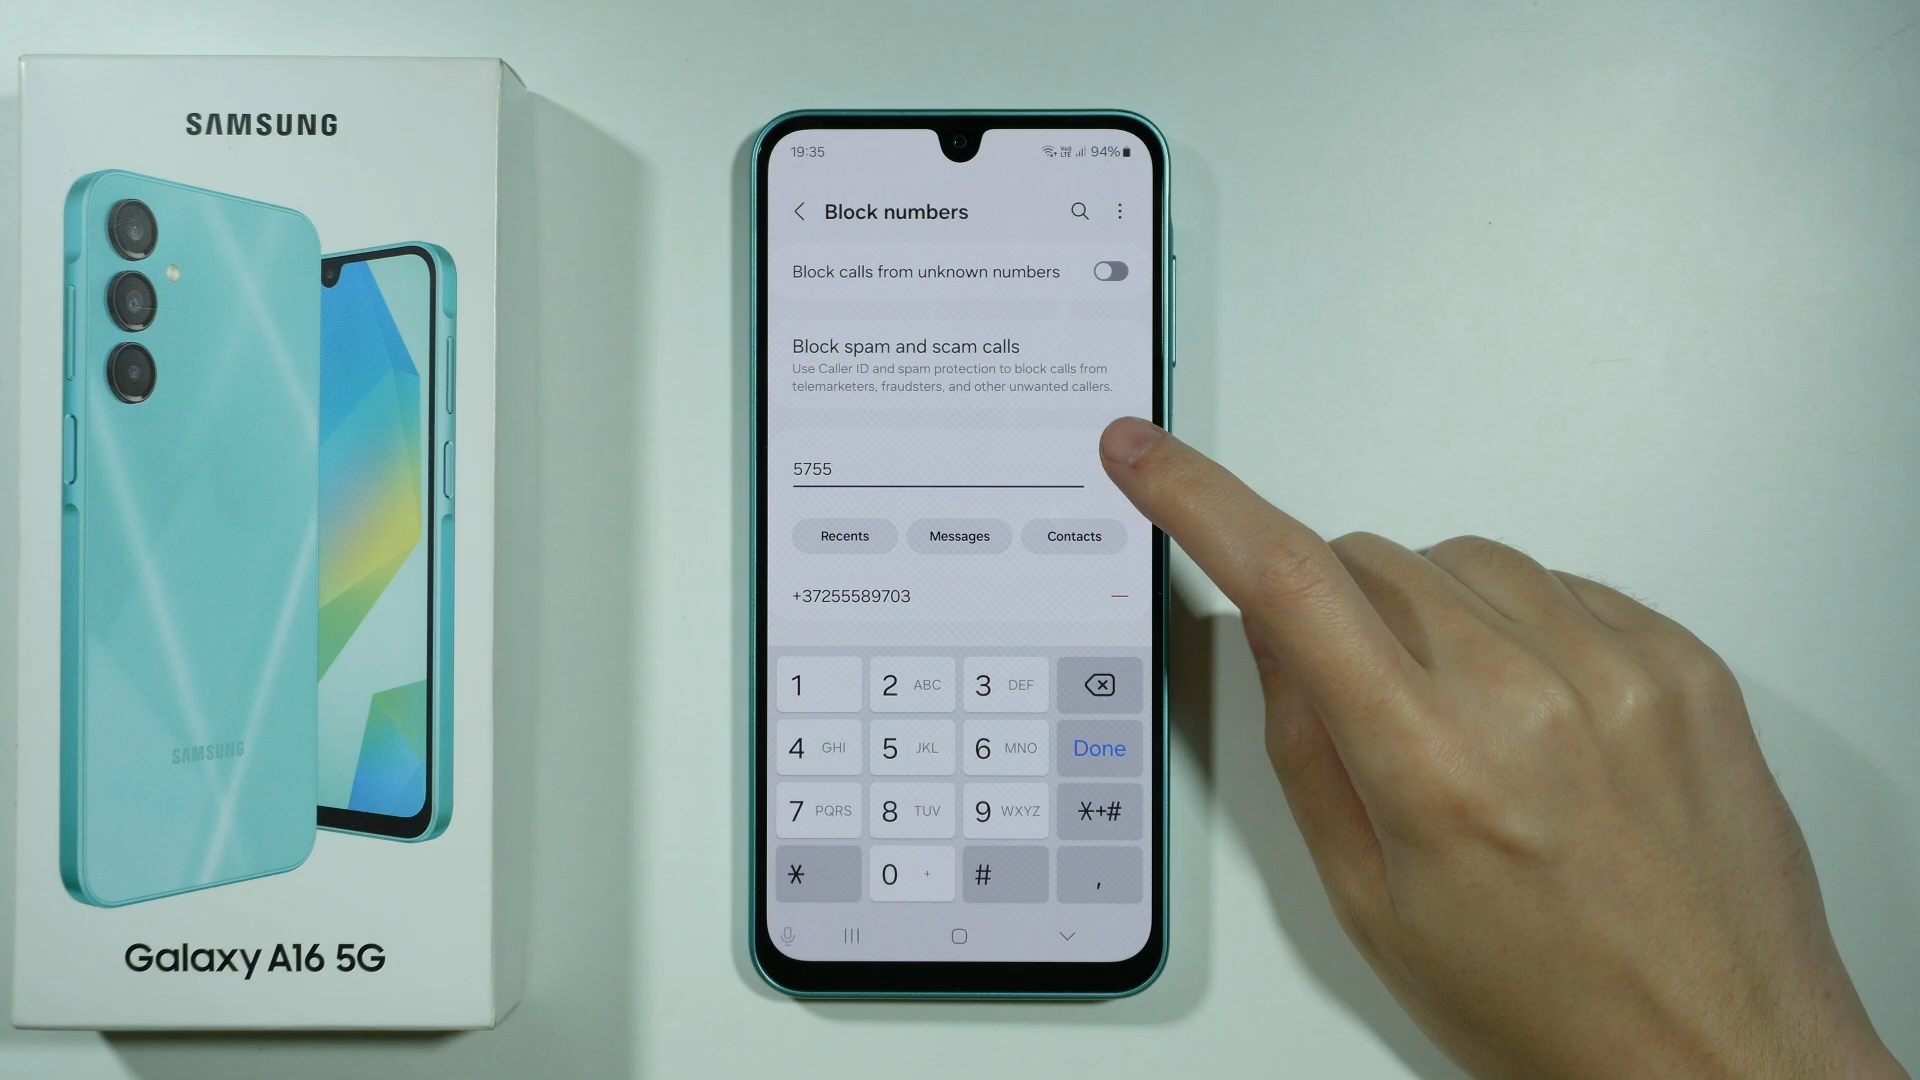 SAMSUNG
SAMSUNG
Galaxy A16 5G
19:35
Vo)) LTE 94%
Block numbers
Block calls from unknown numbers
Block spam and scam calls
Use Caller ID and spam protection to block calls from
telemarketers, fraudsters, and other unwanted callers.
5755
Recents Messages Contacts
+37255589703
1 2 ABC 3 DEF
4 GHI 5 JKL 6 MNO Done
7 PQRS 8 TUV 9 WXYZ *+#
* 0 + # ,